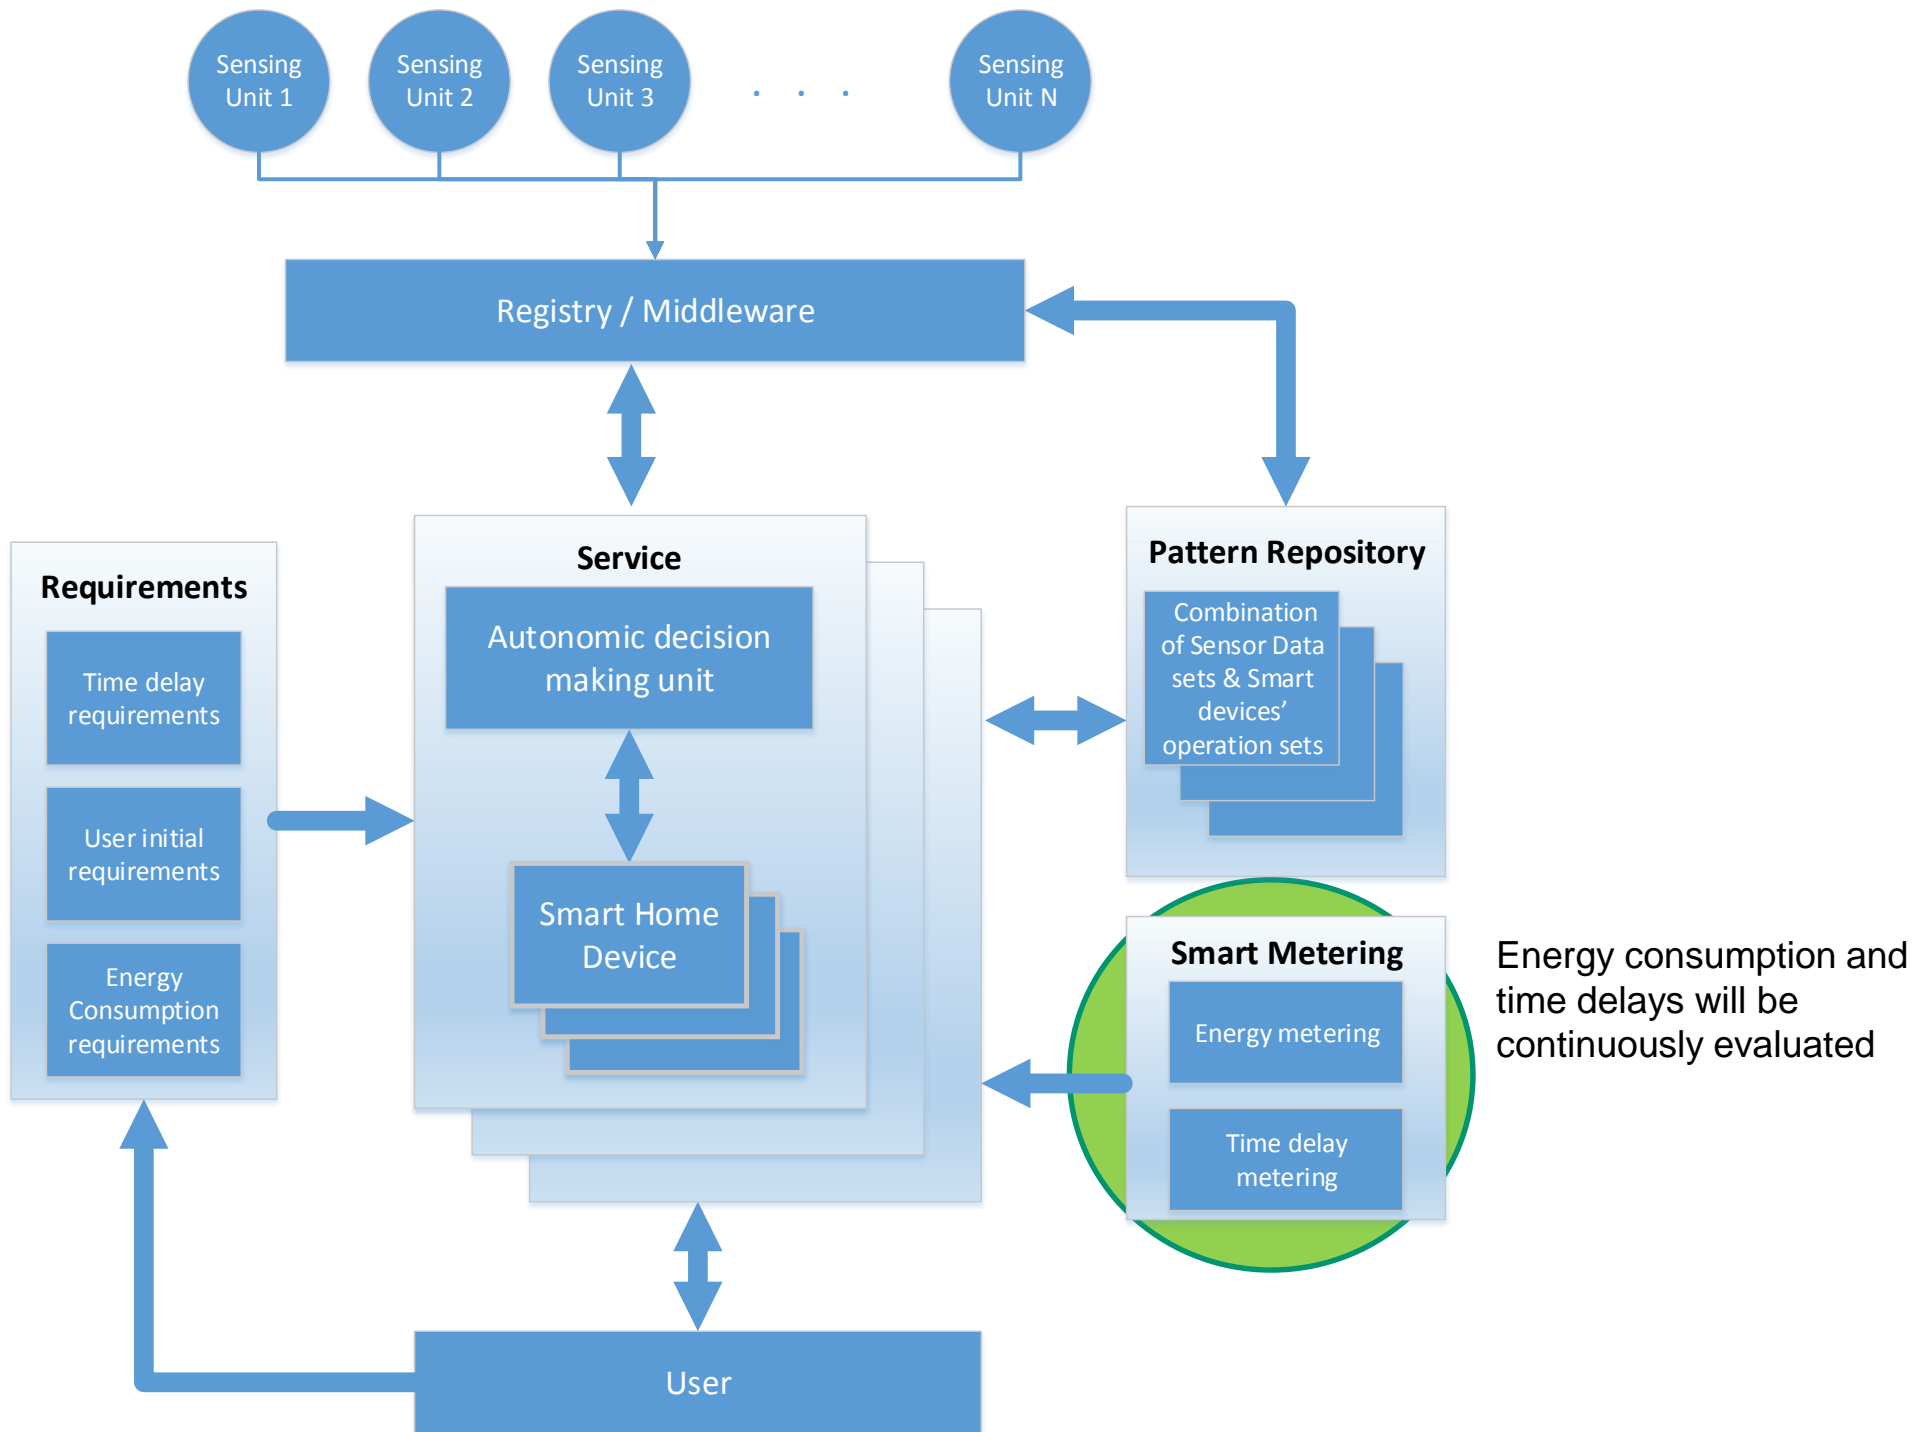 Sensing
Unit 1
Sensing
Unit 2
Sensing
Unit 3
. . .
Sensing
Unit N
Registry / Middleware
Requirements
Time delay
requirements
User initial
requirements
Energy
Consumption
requirements
Service
Autonomic decision
making unit
Smart Home
Device
Pattern Repository
Combination
of Sensor Data
sets & Smart
devices’
operation sets
Smart Metering
Energy metering
Time delay
metering
Energy consumption and
time delays will be
continuously evaluated
User